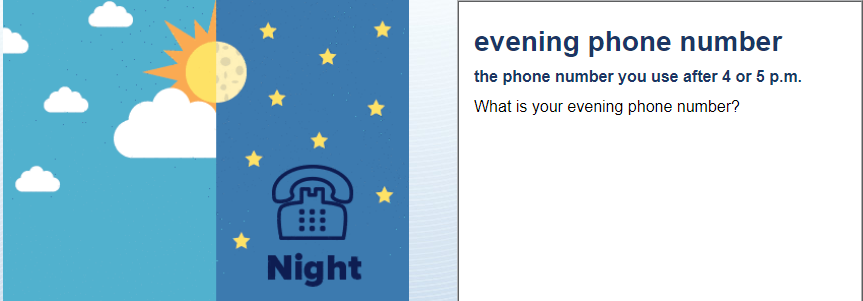 Night
evening phone number
the phone number you use after 4 or 5 p.m.
What is your evening phone number?